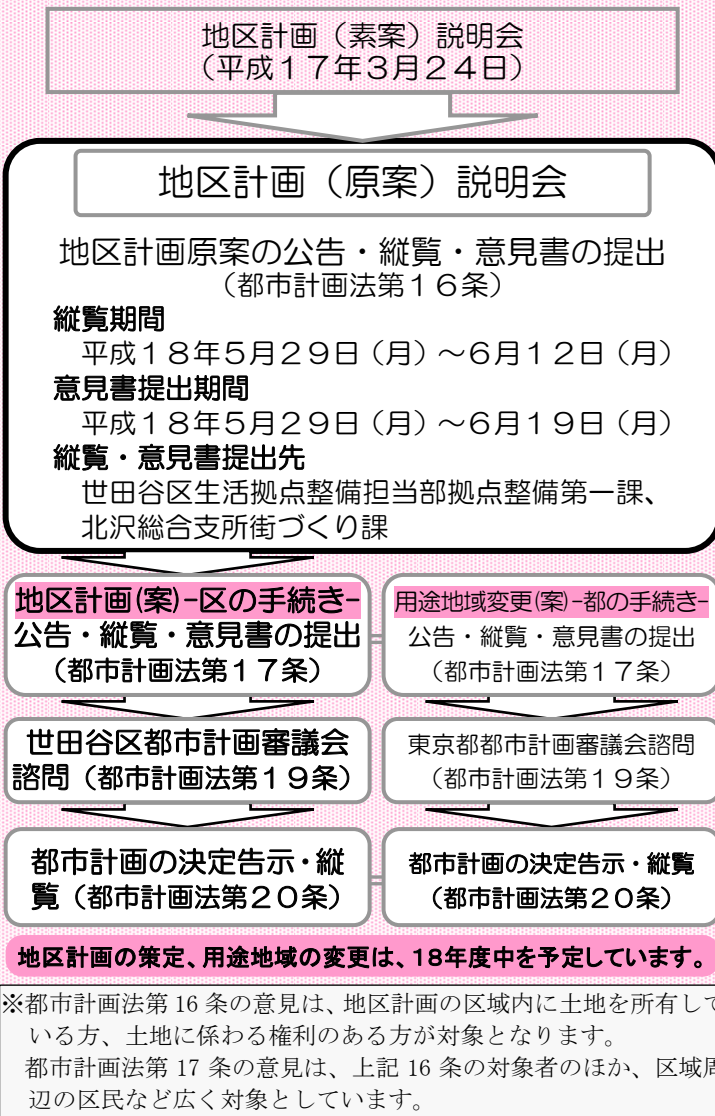 地区計画（素案）説明会
（平成１７年３月２４日）
地区計画（原案）説明会
地区計画原案の公告・縦覧・意見書の提出
（都市計画法第１６条）
縦覧期間
平成１８年５月２９日（月）～６月１２日（月）
意見書提出期間
平成１８年５月２９日（月）～６月１９日（月）
縦覧・意見書提出先
世田谷区生活拠点整備担当部拠点整備第一課、
北沢総合支所街づくり課
地区計画(案)-区の手続き-
公告・縦覧・意見書の提出
（都市計画法第１７条）
用途地域変更(案)-都の手続き-
公告・縦覧・意見書の提出
（都市計画法第１７条）
世田谷区都市計画審議会
諮問（都市計画法第１９条）
東京都都市計画審議会諮問
（都市計画法第１９条）
都市計画の決定告示・縦
覧（都市計画法第２０条）
都市計画の決定告示・縦覧
（都市計画法第２０条）
地区計画の策定、用途地域の変更は、18年度中を予定しています。
※都市計画法第 16 条の意見は、地区計画の区域内に土地を所有して
いる方、土地に係わる権利のある方が対象となります。
都市計画法第 17 条の意見は、上記 16 条の対象者のほか、区域周
辺の区民など広く対象としています。